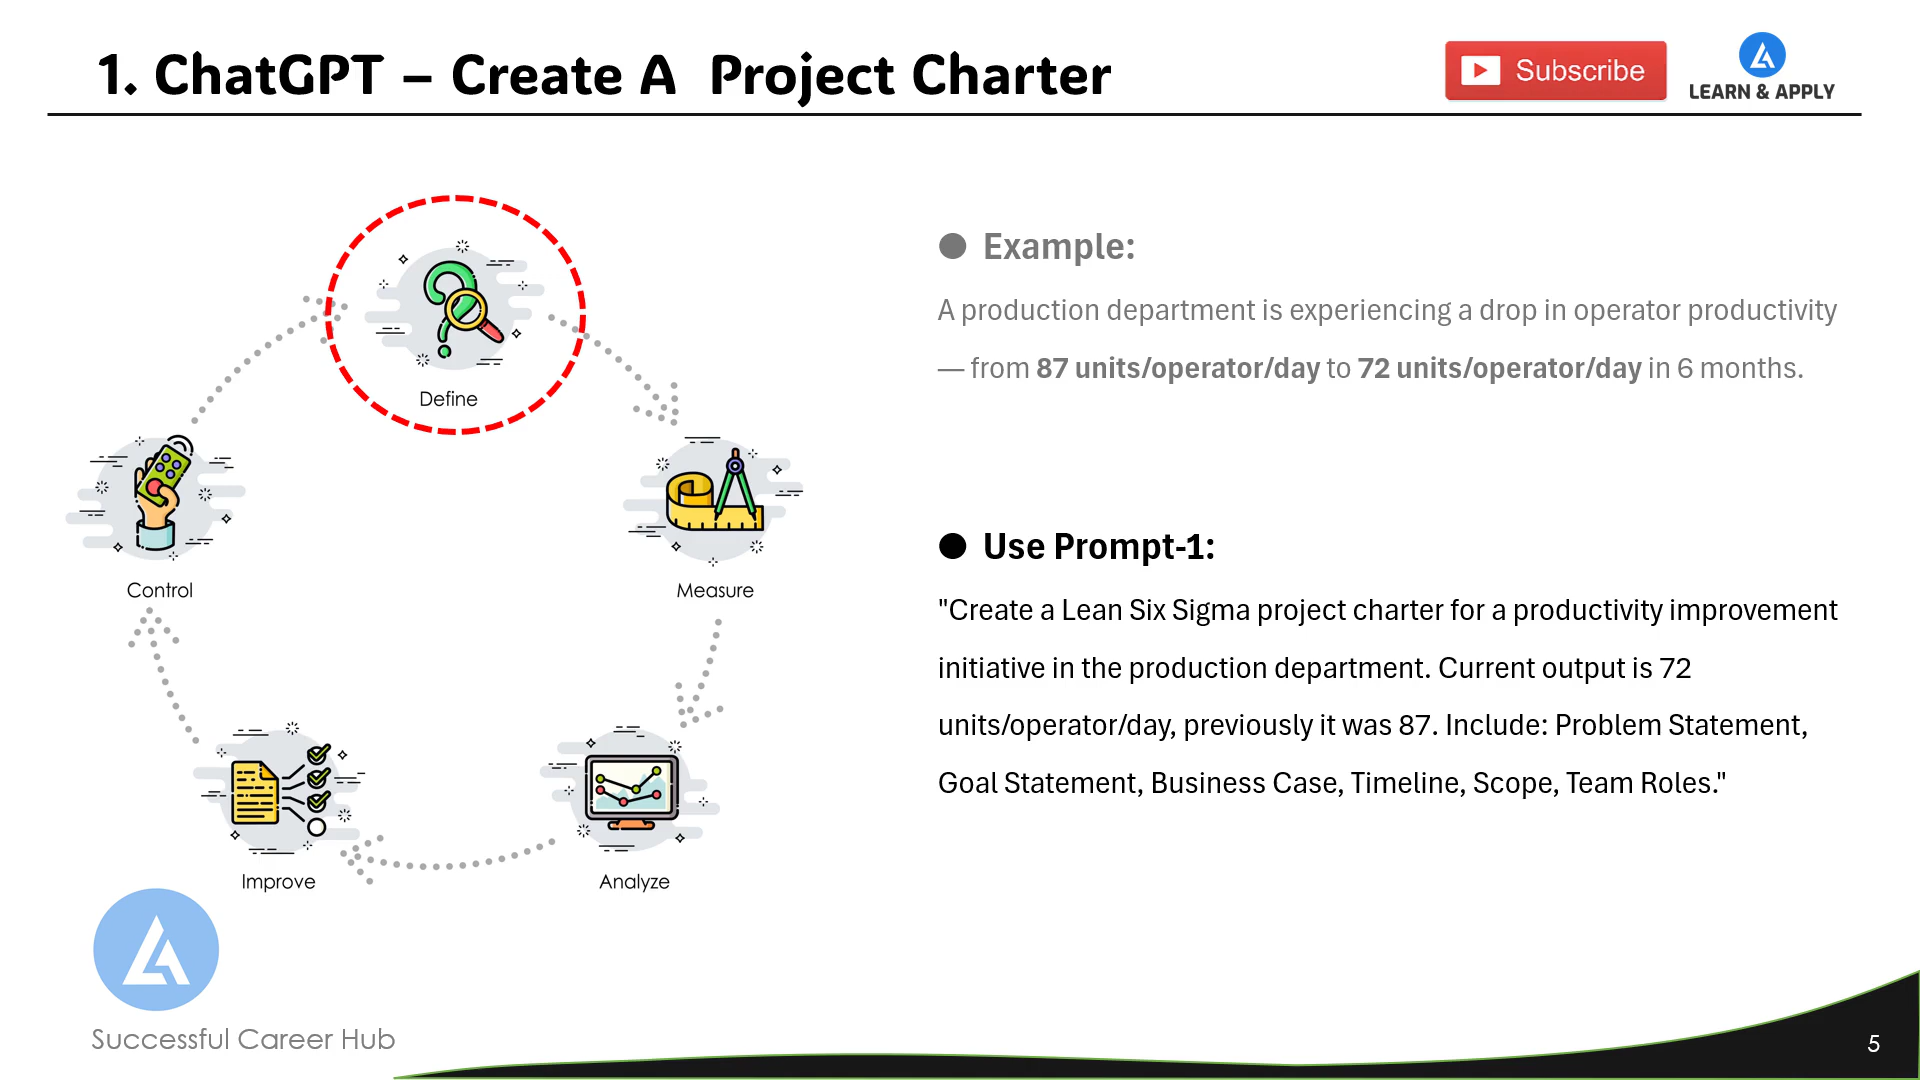 1. ChatGPT – Create A Project Charter
Subscribe
LEARN & APPLY
Define
Control
Measure
Improve
Analyze
● Example:
A production department is experiencing a drop in operator productivity
— from 87 units/operator/day to 72 units/operator/day in 6 months.
● Use Prompt-1:
"Create a Lean Six Sigma project charter for a productivity improvement
initiative in the production department. Current output is 72
units/operator/day, previously it was 87. Include: Problem Statement,
Goal Statement, Business Case, Timeline, Scope, Team Roles."
Successful Career Hub
5